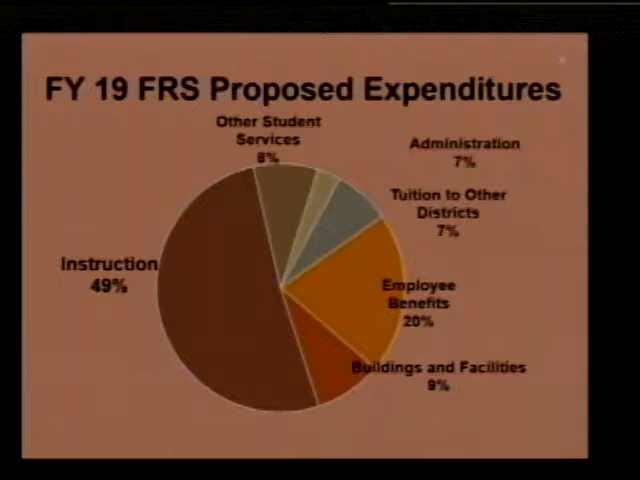 FY 19 FRS Proposed Expenditures
Other Student
Services
8%
Administration
7%
Tuition to Other
Districts
7%
Instruction
49%
Employee
Benefits
20%
Buildings and Facilities
9%